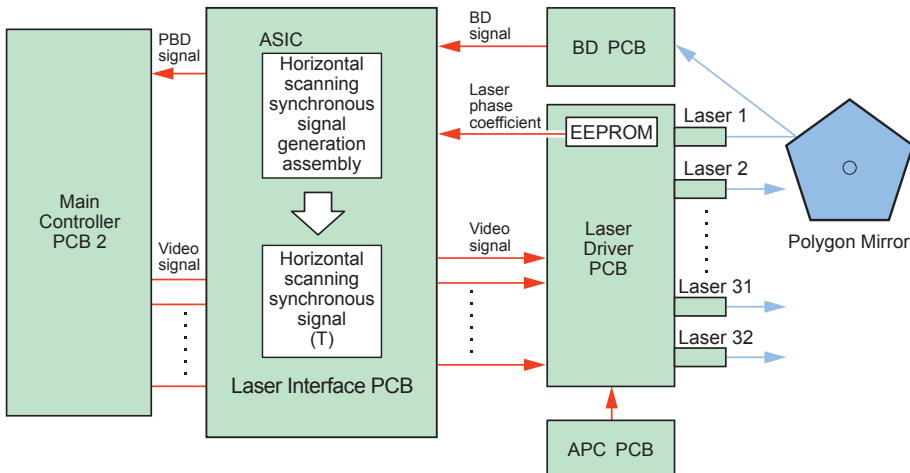 Main
Controller
PCB 2
PBD
signal
Video
signal
ASIC
Horizontal
scanning
synchronous
signal
generation
assembly
Horizontal
scanning
synchronous
signal
(T)
Laser Interface PCB
BD
signal
Laser
phase
coefficient
Video
signal
BD PCB
EEPROM
Laser
Driver
PCB
APC PCB
Laser 1
Laser 2
Laser 31
Laser 32
Polygon Mirror